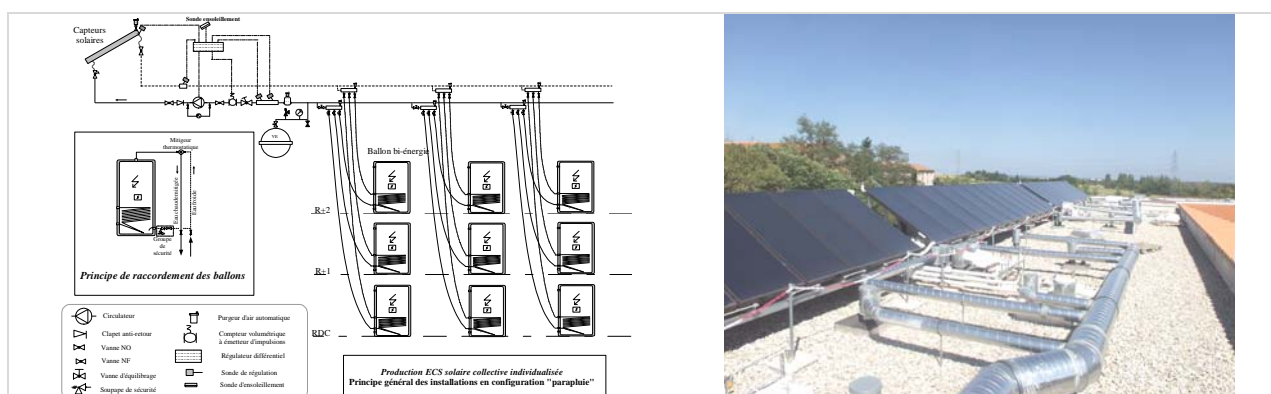 Sonde ensoleillement
Capteurs
solaires
VE
Mitigeur
thermostatique
Eau chaude mitigée
Eau froide
Groupe
de
sécurité
Principe de raccordement des ballons
Ballon bi-énergie
R+2
R+1
RDC
Circulateur
Clapet anti-retour
Vanne NO
Vanne NF
Vanne d'équilibrage
Soupape de sécurité
Purgeur d'air automatique
Compteur volumétrique
à émetteur d'impulsions
Régulateur différentiel
Sonde de régulation
Sonde d'ensoleillement
Production ECS solaire collective individualisée
Principe général des installations en configuration "parapluie"